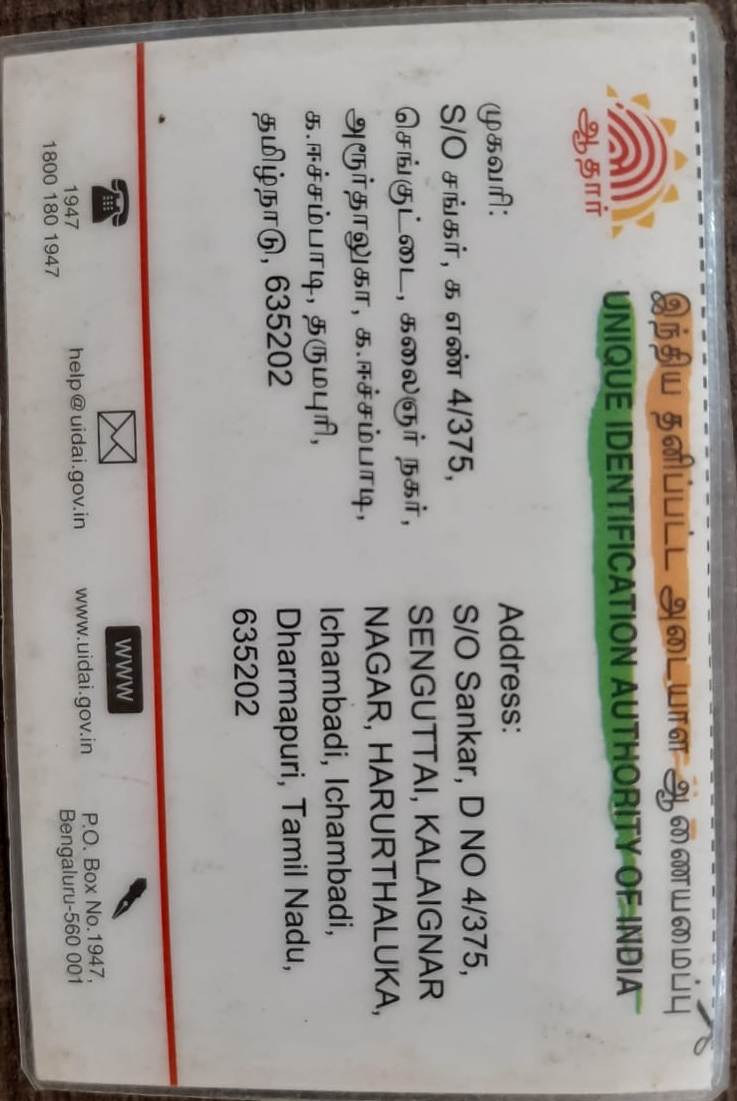 இந்திய தனிப்பட்ட அடையாள ஆணையமைப்பு
UNIQUE IDENTIFICATION AUTHORITY OF INDIA
ஆதார்
முகவரி:
S/O சங்கர், க எண் 4/375,
செங்குட்டை, கலைஞர் நகர்,
அரூர்தாலுகா, க.ஈச்சம்பாடி,
க.ஈச்சம்பாடி, தருமபுரி,
தமிழ்நாடு, 635202
Address:
S/O Sankar, D NO 4/375,
SENGUTTAI, KALAIGNAR
NAGAR, HARURTHALUKA,
Ichambadi, Ichambadi,
Dharmapuri, Tamil Nadu,
635202
1947
1800 180 1947
help@uidai.gov.in
WWW
www.uidai.gov.in
P.O. Box No.1947,
Bengaluru-560 001